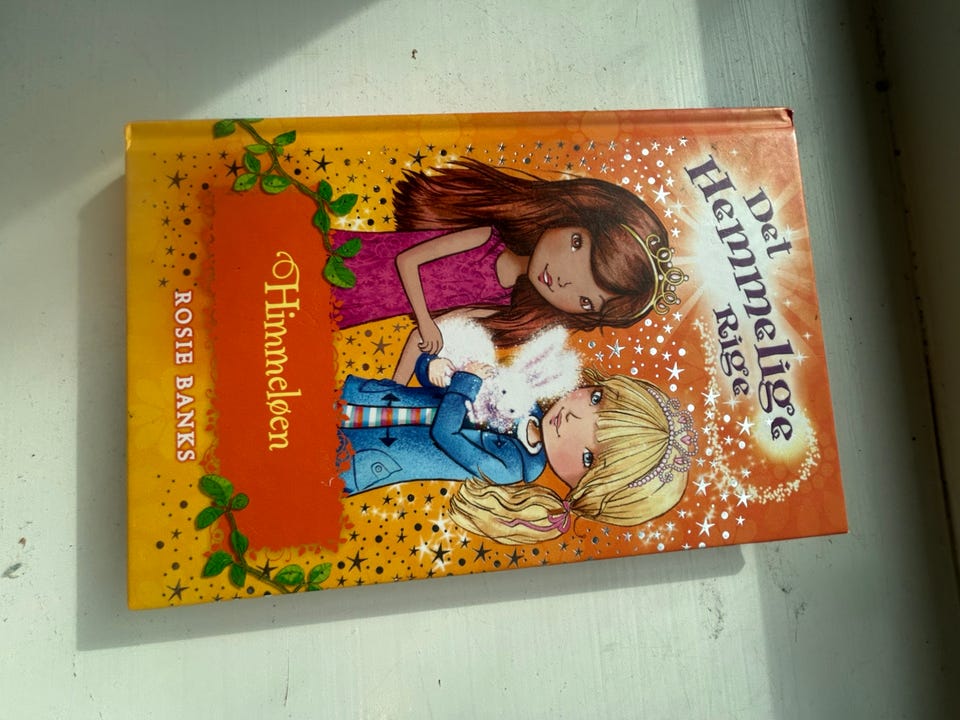 Det
Hemmelige
Rige
Himmeløen
ROSIE BANKS